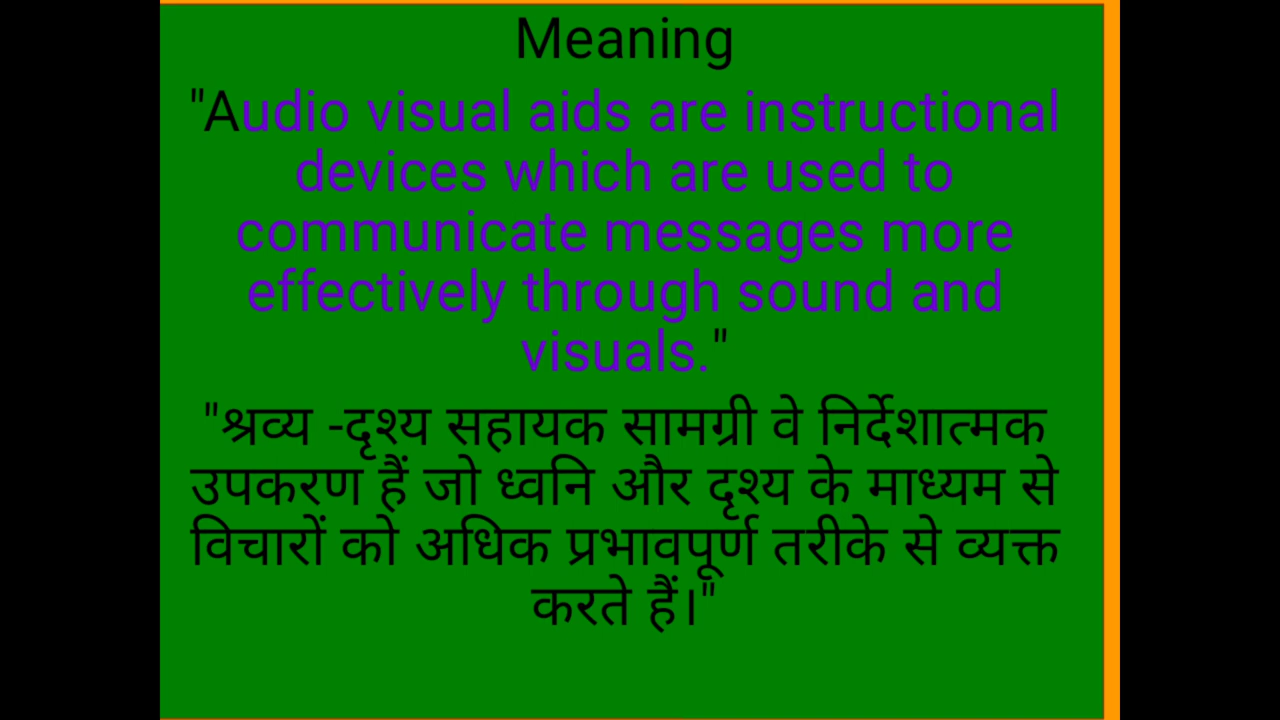 Meaning
"Audio visual aids are instructional
devices which are used to
communicate messages more
effectively through sound and
visuals."
"श्रव्य -दृश्य सहायक सामग्री वे निर्देशात्मक
उपकरण हैं जो ध्वनि और दृश्य के माध्यम से
विचारों को अधिक प्रभावपूर्ण तरीके से व्यक्त
करते हैं।"